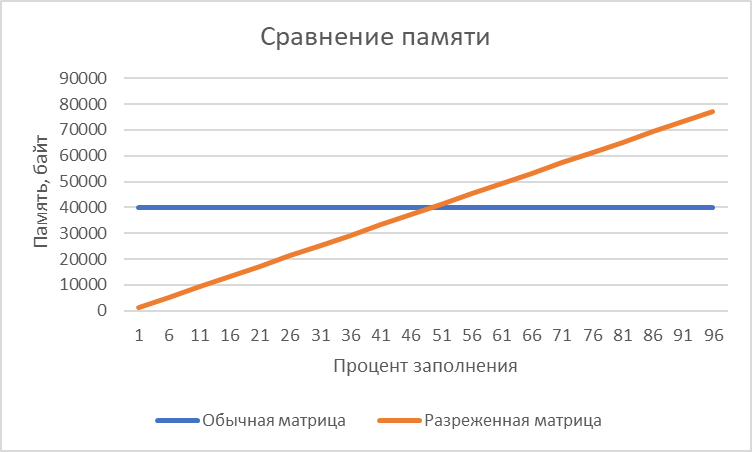 Сравнение памяти
Память, байт
90000
80000
70000
60000
50000
40000
30000
20000
10000
0
1 6 11 16 21 26 31 36 41 46 51 56 61 66 71 76 81 86 91 96
Процент заполнения
Обычная матрица Разреженная матрица